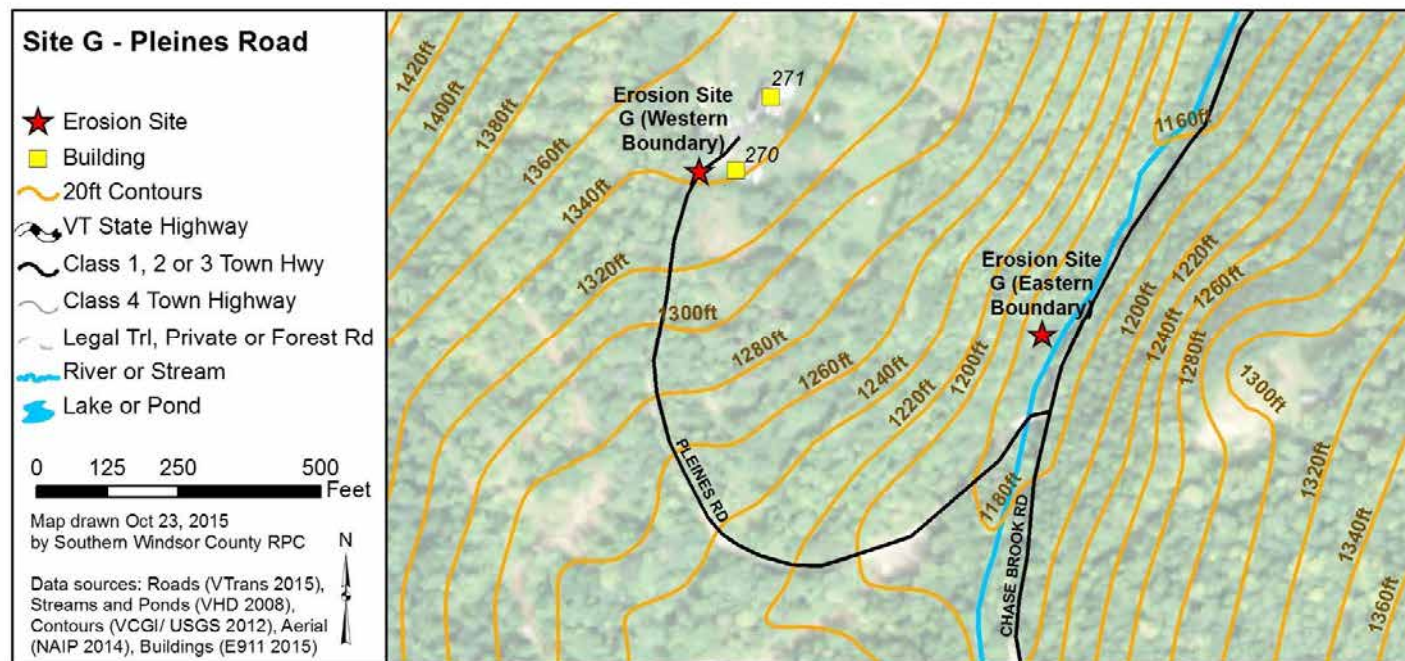 Site G - Pleines Road
Erosion Site
Building
20ft Contours
VT State Highway
Class 1, 2 or 3 Town Hwy
Class 4 Town Highway
Legal Trl, Private or Forest Rd
River or Stream
Lake or Pond
0 125 250 500
Feet
Map drawn Oct 23, 2015
by Southern Windsor County RPC
N
Data sources: Roads (VTrans 2015),
Streams and Ponds (VHD 2008),
Contours (VCGI/ USGS 2012), Aerial
(NAIP 2014), Buildings (E911 2015)
1420ft
1400ft
1380ft
1360ft
1340ft
1320ft
1300ft
1280ft
1260ft
1240ft
1220ft
1200ft
1180ft
Erosion Site
G (Western
Boundary)
271
270
PLEINES RD
Erosion Site
G (Eastern
Boundary)
CHASE BROOK RD
1160ft
1200ft
1220ft
1240ft
1260ft
1280ft
1300ft
1320ft
1340ft
1360ft